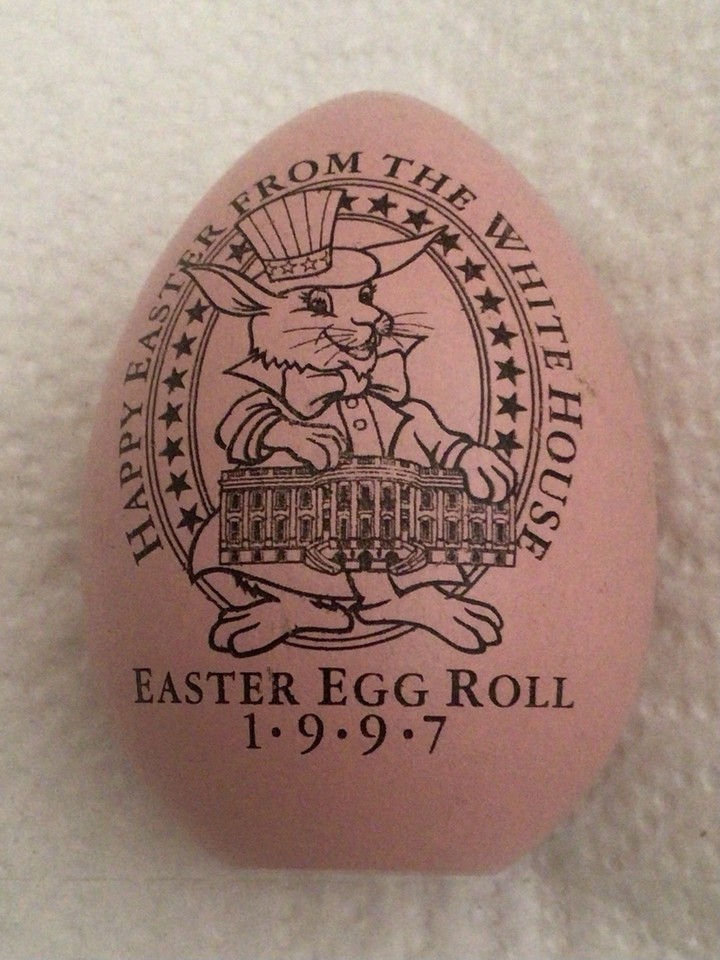 HAPPY EASTER FROM THE WHITE HOUSE
EASTER EGG ROLL
1·9·9·7